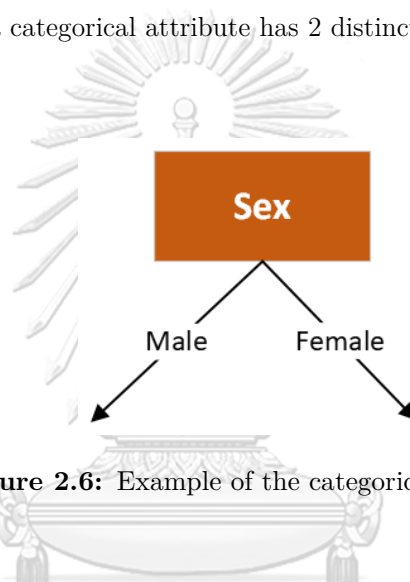 categorical attribute has 2 distinct
Sex
Male Female
ure 2.6: Example of the categoric